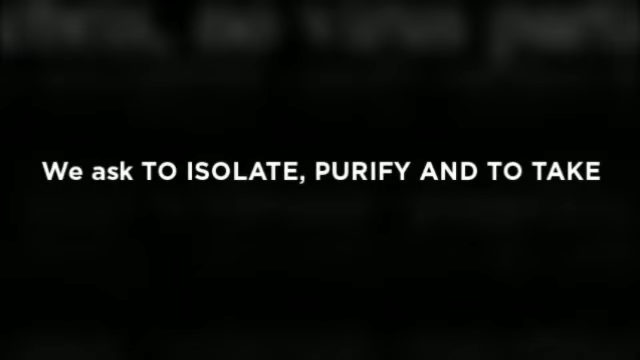 We ask TO ISOLATE, PURIFY AND TO TAKE